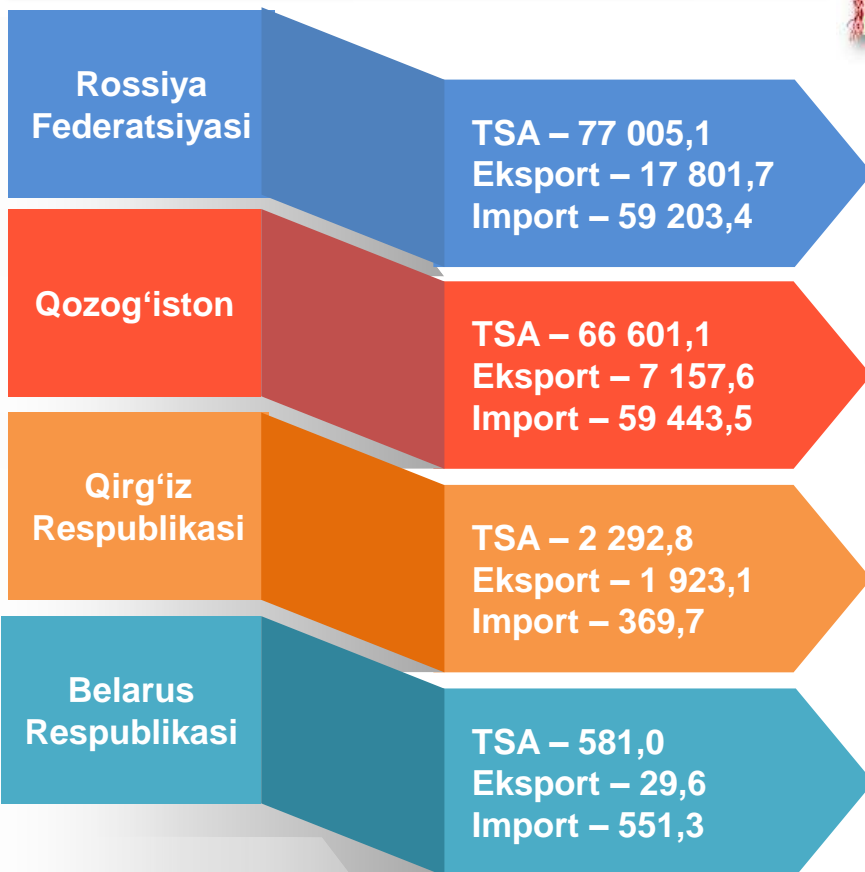 Rossiya
Federatsiyasi
TSA – 77 005,1
Eksport – 17 801,7
Import – 59 203,4
Qozog‘iston
TSA – 66 601,1
Eksport – 7 157,6
Import – 59 443,5
Qirg‘iz
Respublikasi
TSA – 2 292,8
Eksport – 1 923,1
Import – 369,7
Belarus
Respublikasi
TSA – 581,0
Eksport – 29,6
Import – 551,3